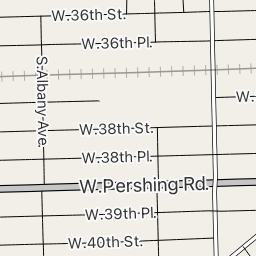 W. 36th St.
W. 36th Pl.
S. Albany Ave.
W.
W. 38th St.
W. 38th Pl.
W. Pershing Rd.
W. 39th Pl.
W. 40th St.